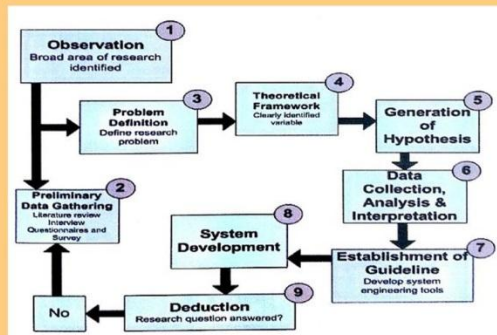 1
Observation
Broad area of research
identified
2
Preliminary
Data Gathering
Literature review
Interview
Questionnaires and
Survey
3
Problem
Definition
Define research
problem
4
Theoretical
Framework
Clearly identified
variable
5
Generation
of
Hypothesis
6
Data
Collection,
Analysis &
Interpretation
7
Establishment of
Guideline
Develop system
engineering tools
8
System
Development
9
Deduction
Research question answered?
No